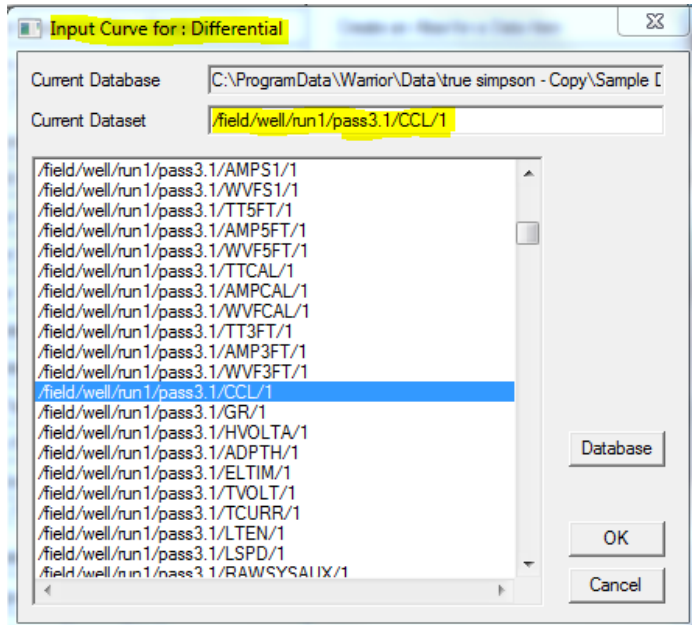 Input Curve for : Differential
Current Database C:\ProgramData\Warrior\Data\true simpson - Copy\Sample D
Current Dataset /field/well/run1/pass3.1/CCL/1
/field/well/run1/pass3.1/AMPS1/1
/field/well/run1/pass3.1/WVFS1/1
/field/well/run1/pass3.1/TT5FT/1
/field/well/run1/pass3.1/AMP5FT/1
/field/well/run1/pass3.1/WVF5FT/1
/field/well/run1/pass3.1/TTCAL/1
/field/well/run1/pass3.1/AMPCAL/1
/field/well/run1/pass3.1/WVFCAL/1
/field/well/run1/pass3.1/TT3FT/1
/field/well/run1/pass3.1/AMP3FT/1
/field/well/run1/pass3.1/WVF3FT/1
/field/well/run1/pass3.1/CCL/1
/field/well/run1/pass3.1/GR/1
/field/well/run1/pass3.1/HVOLTA/1
/field/well/run1/pass3.1/ADPTH/1
/field/well/run1/pass3.1/ELTIM/1
/field/well/run1/pass3.1/TVOLT/1
/field/well/run1/pass3.1/TCURR/1
/field/well/run1/pass3.1/LTEN/1
/field/well/run1/pass3.1/LSPD/1
/field/well/run1/pass3.1/RAWSYSAUX/1
Database
OK
Cancel